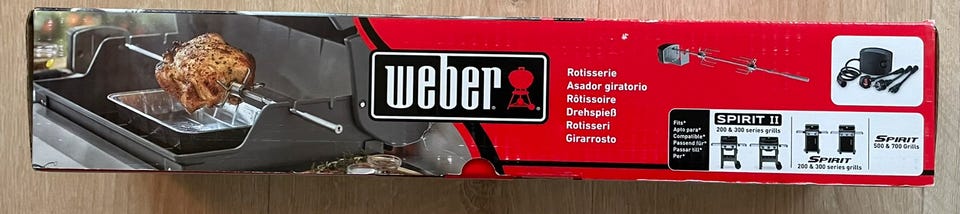 weber
Rotisserie
Asador giratorio
Rôtissoire
Drehspieß
Rotisseri
Girarrosto
Fits*
Apto para*
Compatible*
Passend für*
Passar till*
Per*
SPIRIT II
200 & 300 series grills
SPIRIT
200 & 300 series grills
SPIRIT
500 & 700 Grills